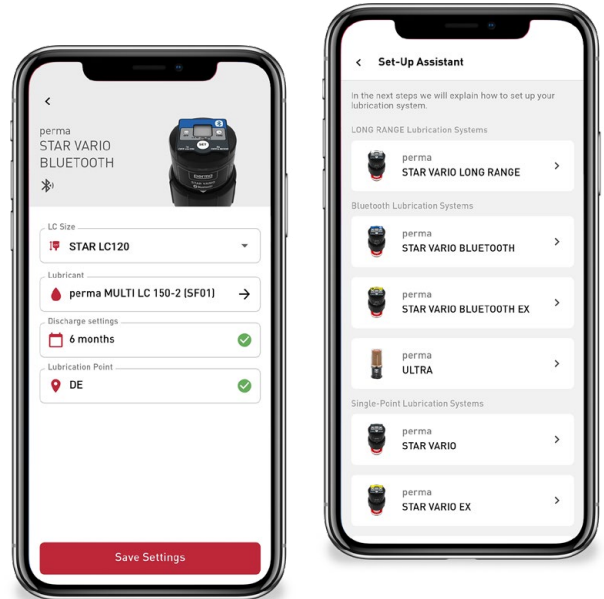 perma
STAR VARIO
BLUETOOTH
SET
perma
LC Size
STAR LC120
Lubricant
perma MULTI LC 150-2 (SF01)
Discharge settings
6 months
Lubrication Point
DE
Save Settings
Set-Up Assistant
In the next steps we will explain how to set up your
lubrication system.
LONG RANGE Lubrication Systems
perma
STAR VARIO LONG RANGE
Bluetooth Lubrication Systems
perma
STAR VARIO BLUETOOTH
perma
STAR VARIO BLUETOOTH EX
perma
ULTRA
Single-Point Lubrication Systems
perma
STAR VARIO
perma
STAR VARIO EX